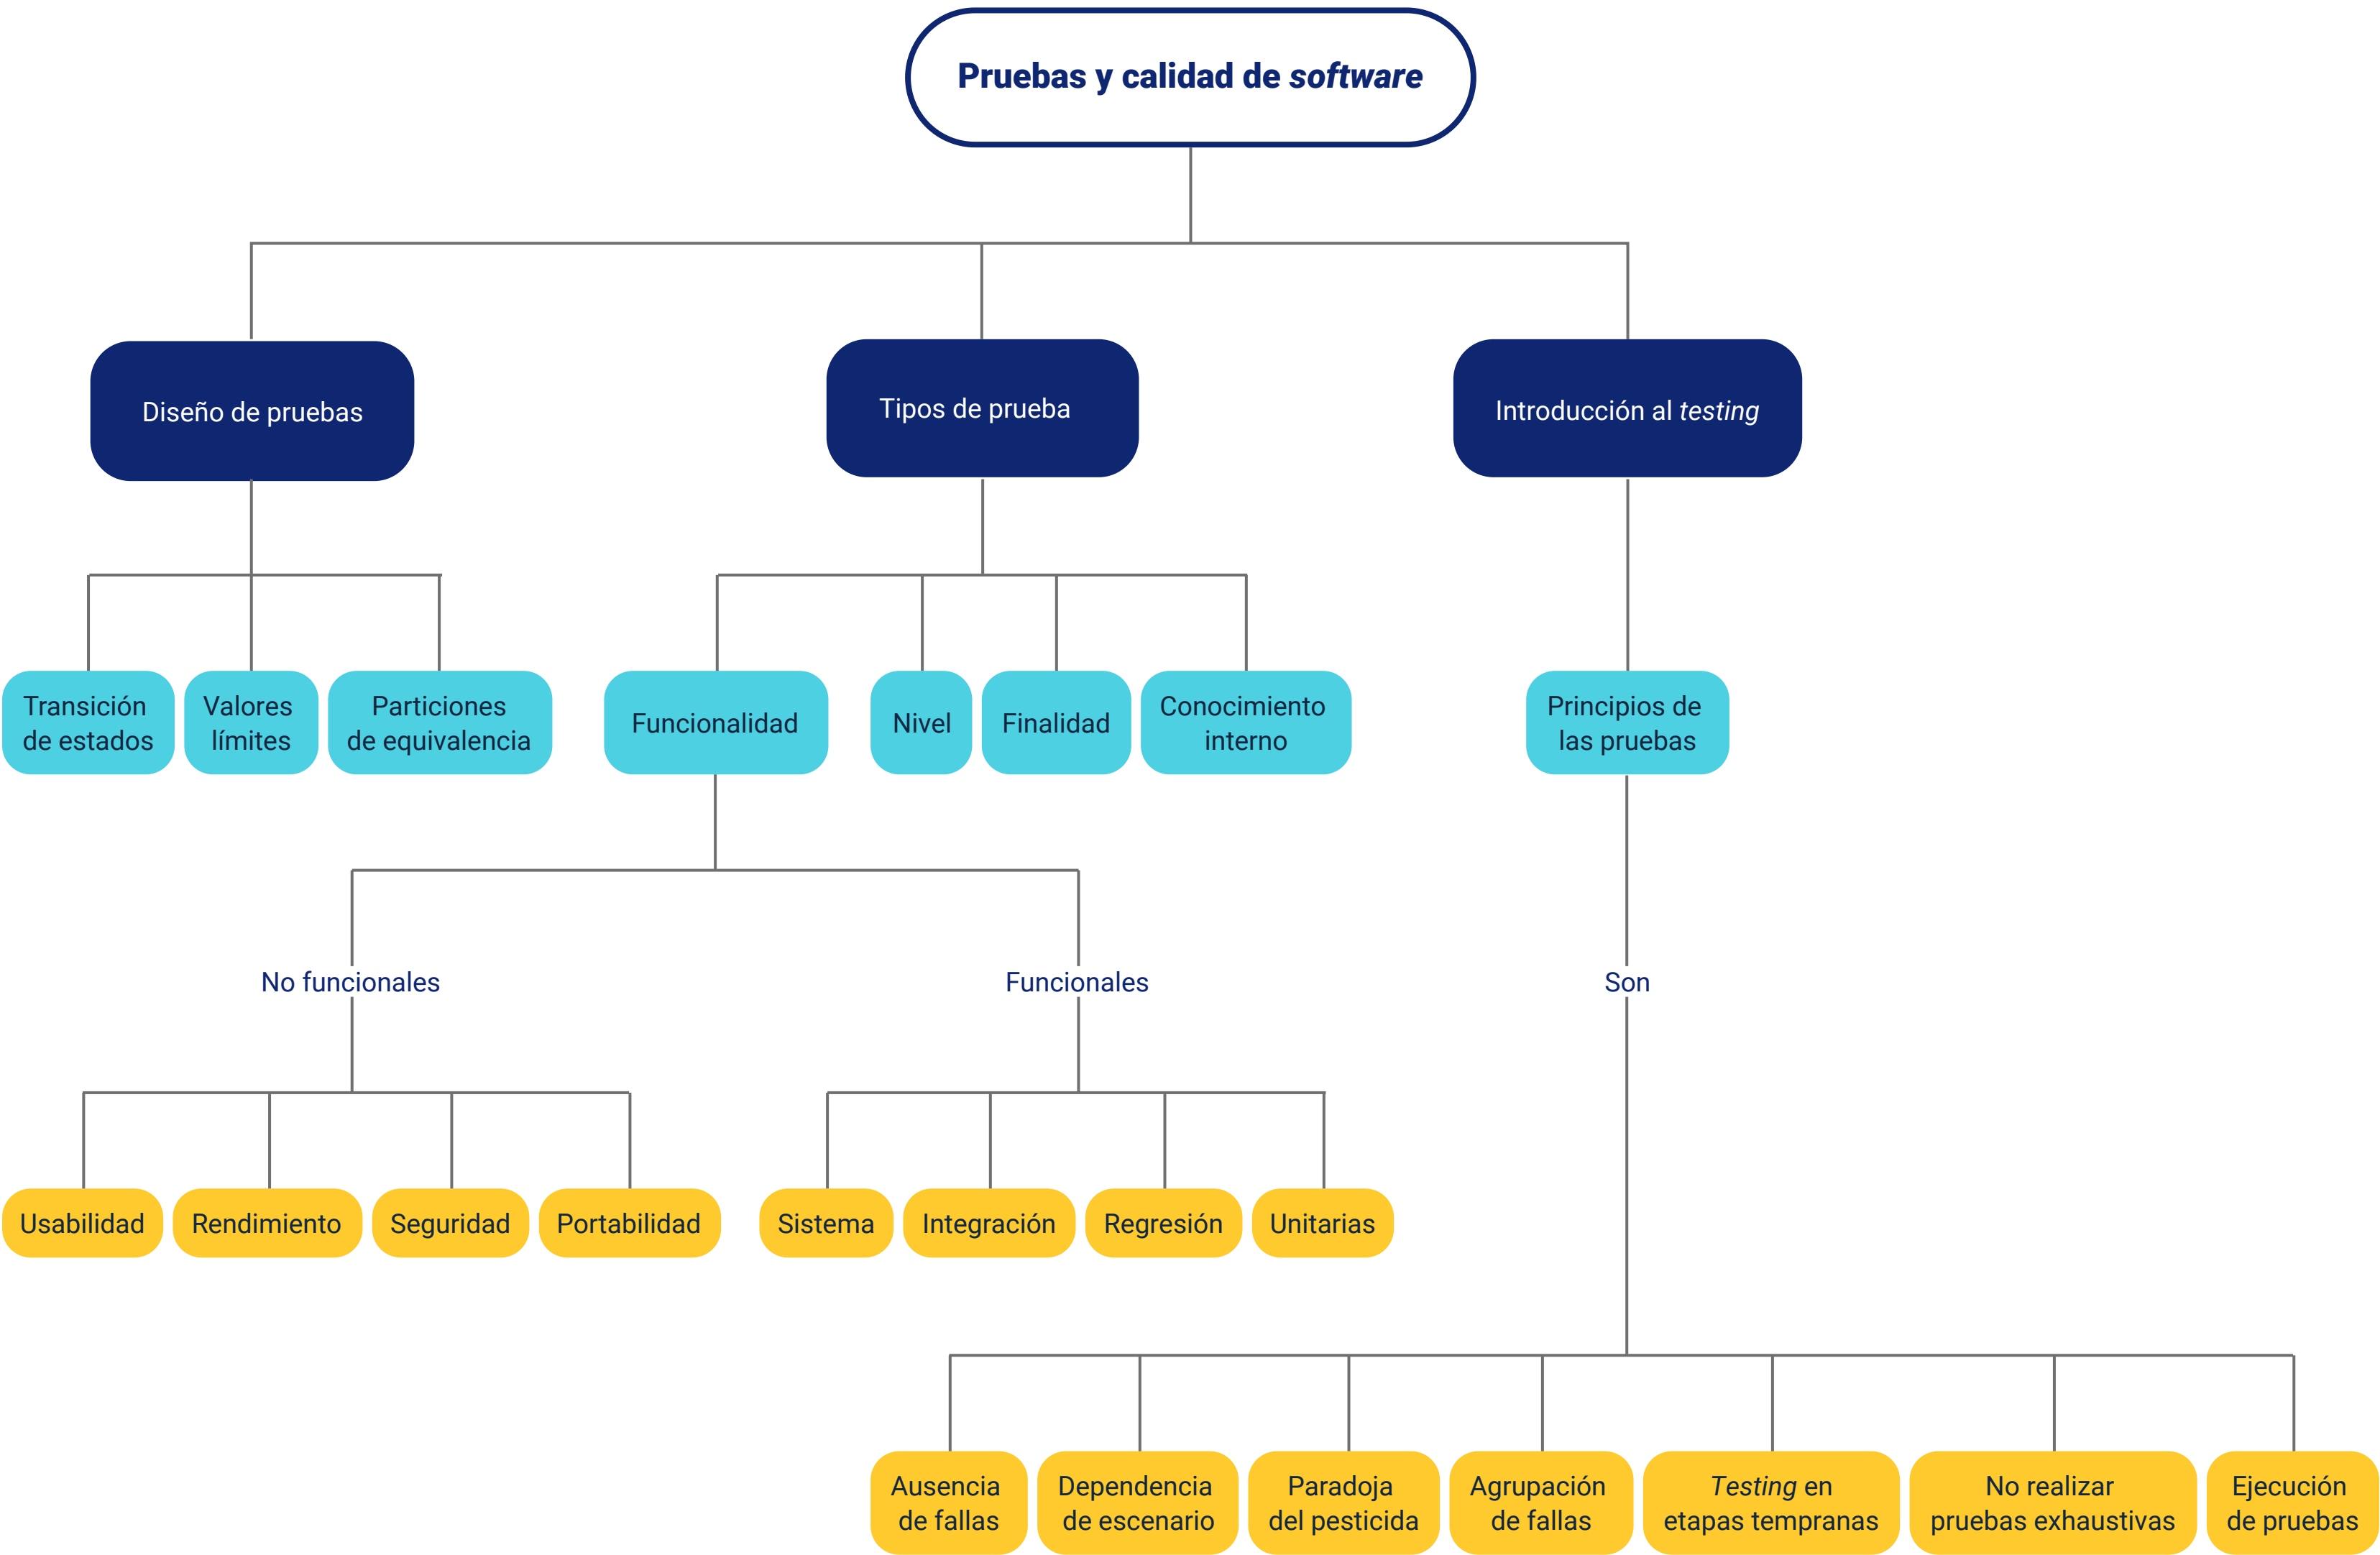 Pruebas y calidad de software
Diseño de pruebas
Tipos de prueba
Introducción al testing
Transición
de estados
Valores
límites
Particiones
de equivalencia
Funcionalidad
Nivel
Finalidad
Conocimiento
interno
Principios de
las pruebas
No funcionales
Funcionales
Son
Usabilidad
Rendimiento
Seguridad
Portabilidad
Sistema
Integración
Regresión
Unitarias
Ausencia
de fallas
Dependencia
de escenario
Paradoja
del pesticida
Agrupación
de fallas
Testing en
etapas tempranas
No realizar
pruebas exhaustivas
Ejecución
de pruebas